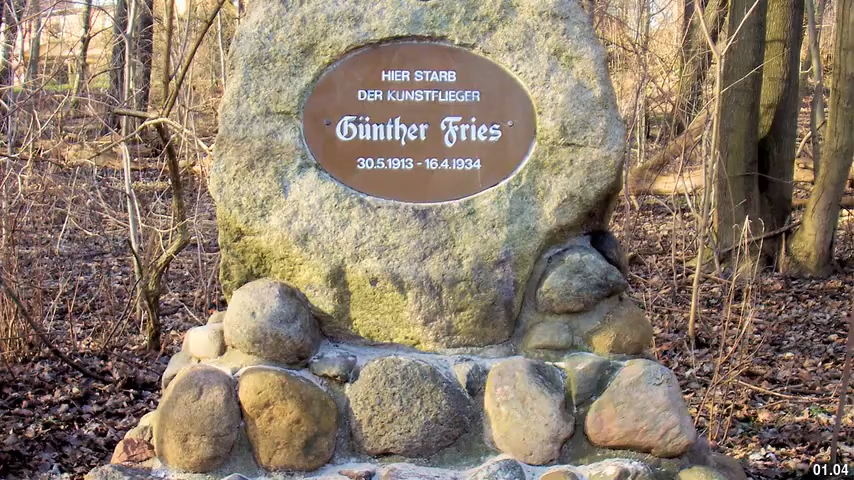 HIER STARB
DER KUNSTFLIEGER
Günther Fries
30.5.1913 - 16.4.1934
01.04